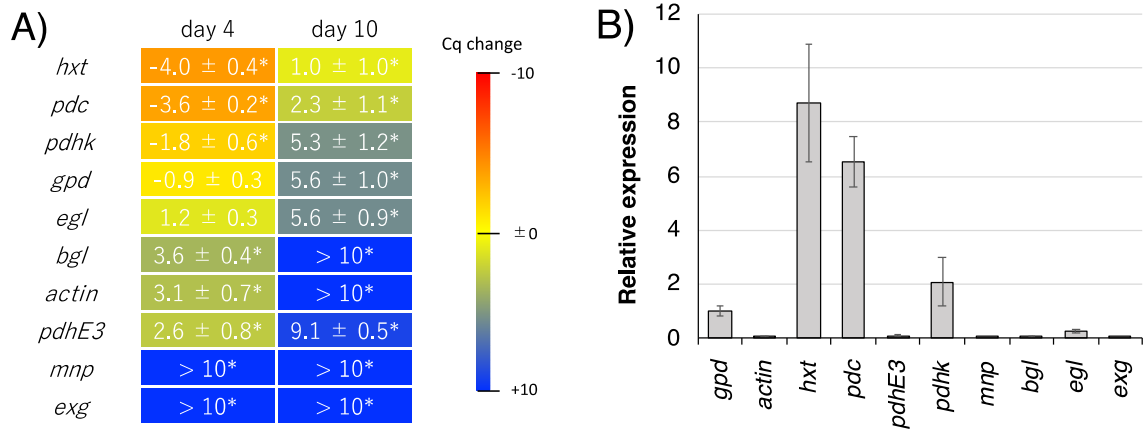 A)
day 4 day 10
hxt -4.0 ± 0.4* 1.0 ± 1.0*
pdc -3.6 ± 0.2* 2.3 ± 1.1*
pdhk -1.8 ± 0.6* 5.3 ± 1.2*
gpd -0.9 ± 0.3 5.6 ± 1.0*
egl 1.2 ± 0.3 5.6 ± 0.9*
bgl 3.6 ± 0.4* > 10*
actin 3.1 ± 0.7* > 10*
pdhE3 2.6 ± 0.8* 9.1 ± 0.5*
mnp > 10* > 10*
exg > 10* > 10*
Cq change
-10
±0
+10
B)
Relative expression
12
10
8
6
4
2
0
gpd
actin
hxt
pdc
pdhE3
pdhk
mnp
bgl
egl
exg